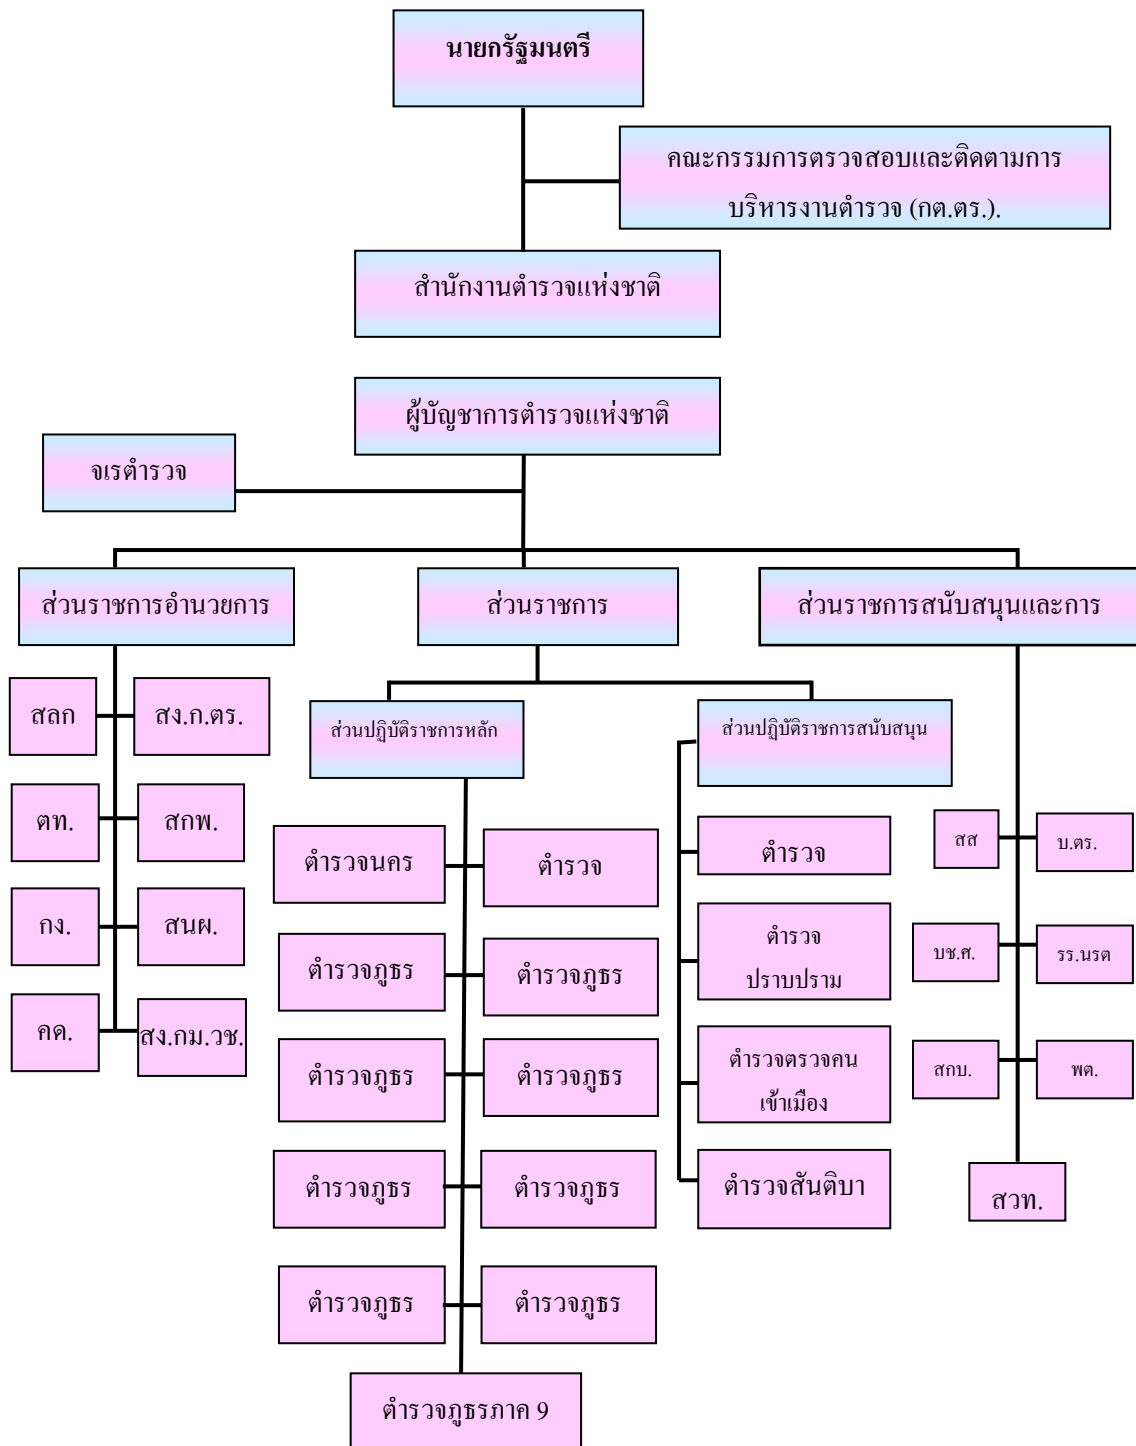 นายกรัฐมนตรี
คณะกรรมการตรวจสอบและติดตามการ
บริหารงานตำรวจ (กต.ตร.).
สำนักงานตำรวจแห่งชาติ
ผู้บัญชาการตำรวจแห่งชาติ
จเรตำรวจ
ส่วนราชการอำนวยการ
ส่วนราชการ
ส่วนราชการสนับสนุนและการ
สลก
สง.ก.ตร.
ตท.
สกพ.
กง.
สนผ.
คด.
สง.กม.วช.
ส่วนปฏิบัติราชการหลัก
ตำรวจนคร
ตำรวจ
ตำรวจภูธร
ตำรวจภูธร
ตำรวจภูธร
ตำรวจภูธร
ตำรวจภูธร
ตำรวจภูธร
ตำรวจภูธร
ตำรวจภูธร
ตำรวจภูธรภาค 9
ส่วนปฏิบัติราชการสนับสนุน
ตำรวจ
ตำรวจ
ปราบปราม
ตำรวจตรวจคน
เข้าเมือง
ตำรวจสันติบา
สส
บ.ตร.
บช.ศ.
รร.นรต
สกบ.
พต.
สวท.